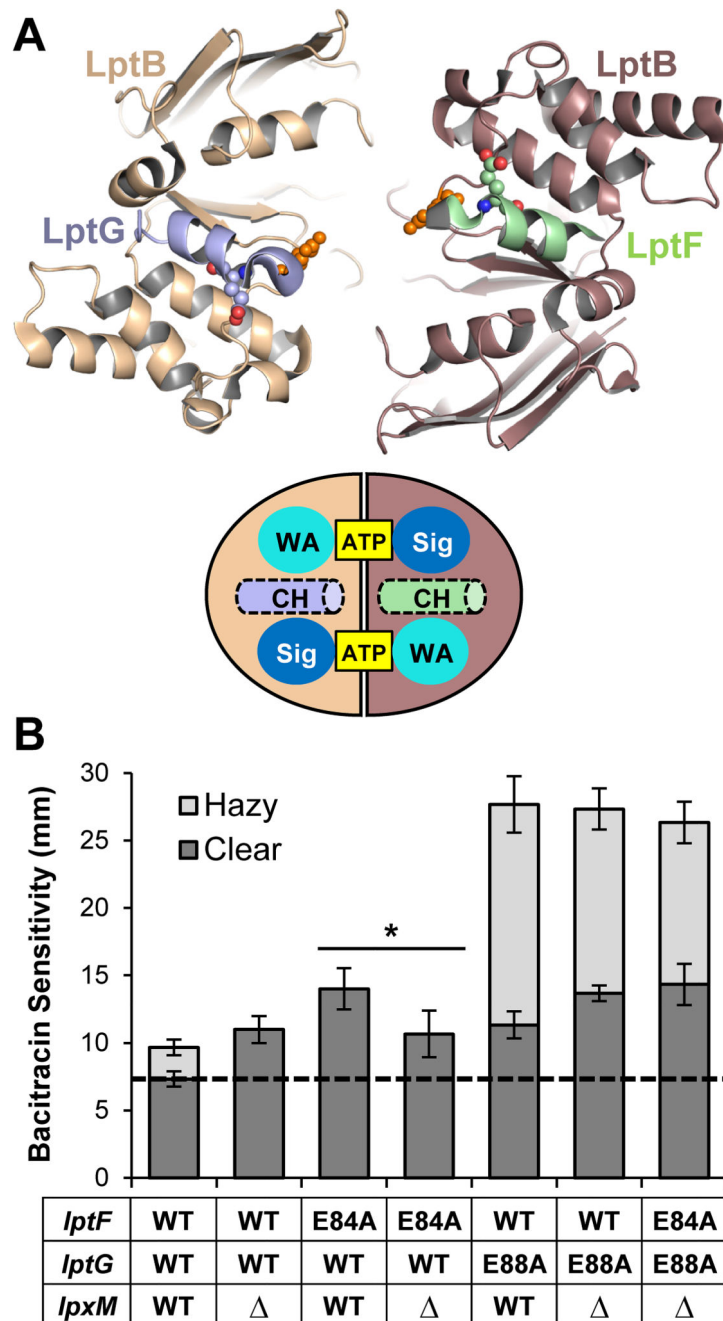 A
LptB
LptB
LptG
LptF
WA
ATP
Sig
CH
CH
Sig
ATP
WA
B
Bacitracin Sensitivity (mm)
30
25
20
15
10
5
0
Hazy
Clear
*
lptF WT WT E84A E84A WT WT E84A
lptG WT WT WT WT E88A E88A E88A
lpxM WT Δ WT Δ WT Δ Δ